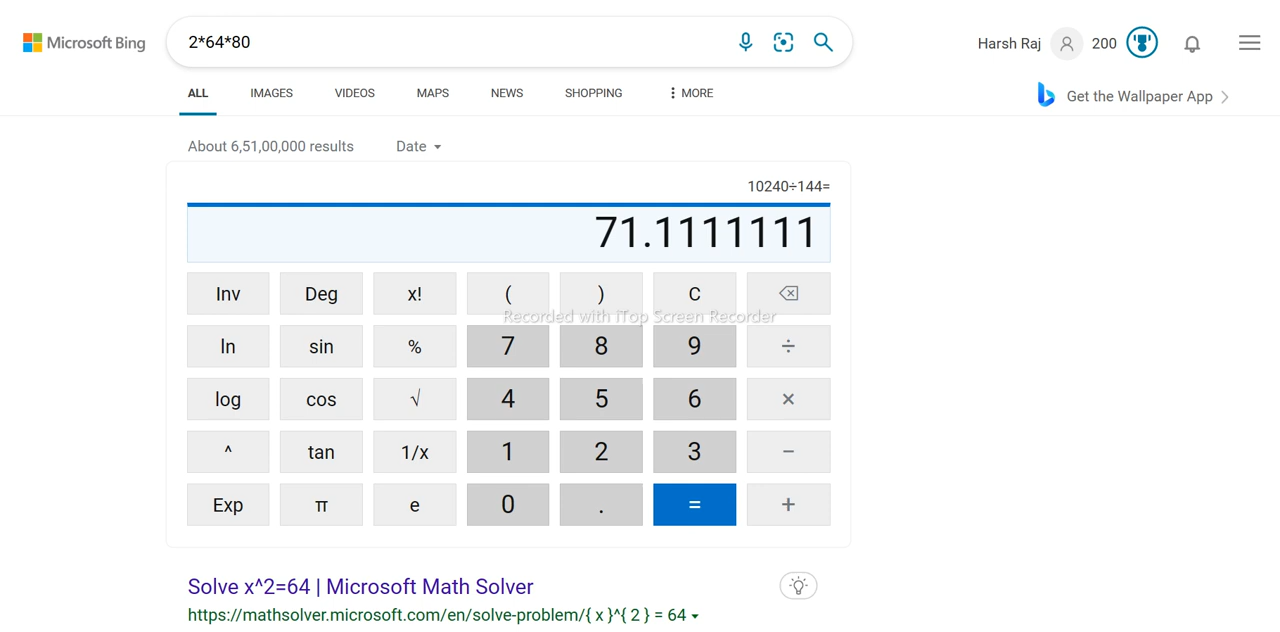 Microsoft Bing
2*64*80
Harsh Raj
200
ALL IMAGES VIDEOS MAPS NEWS SHOPPING MORE
Get the Wallpaper App
About 6,51,00,000 results Date
10240÷144=
71.1111111
Inv Deg x! ( ) C
Recorded with iTop Screen Recorder
ln sin % 7 8 9 ÷
log cos √ 4 5 6 ×
^ tan 1/x 1 2 3 −
Exp π e 0 . = +
Solve x^2=64 | Microsoft Math Solver
https://mathsolver.microsoft.com/en/solve-problem/{ x }^{ 2 } = 64